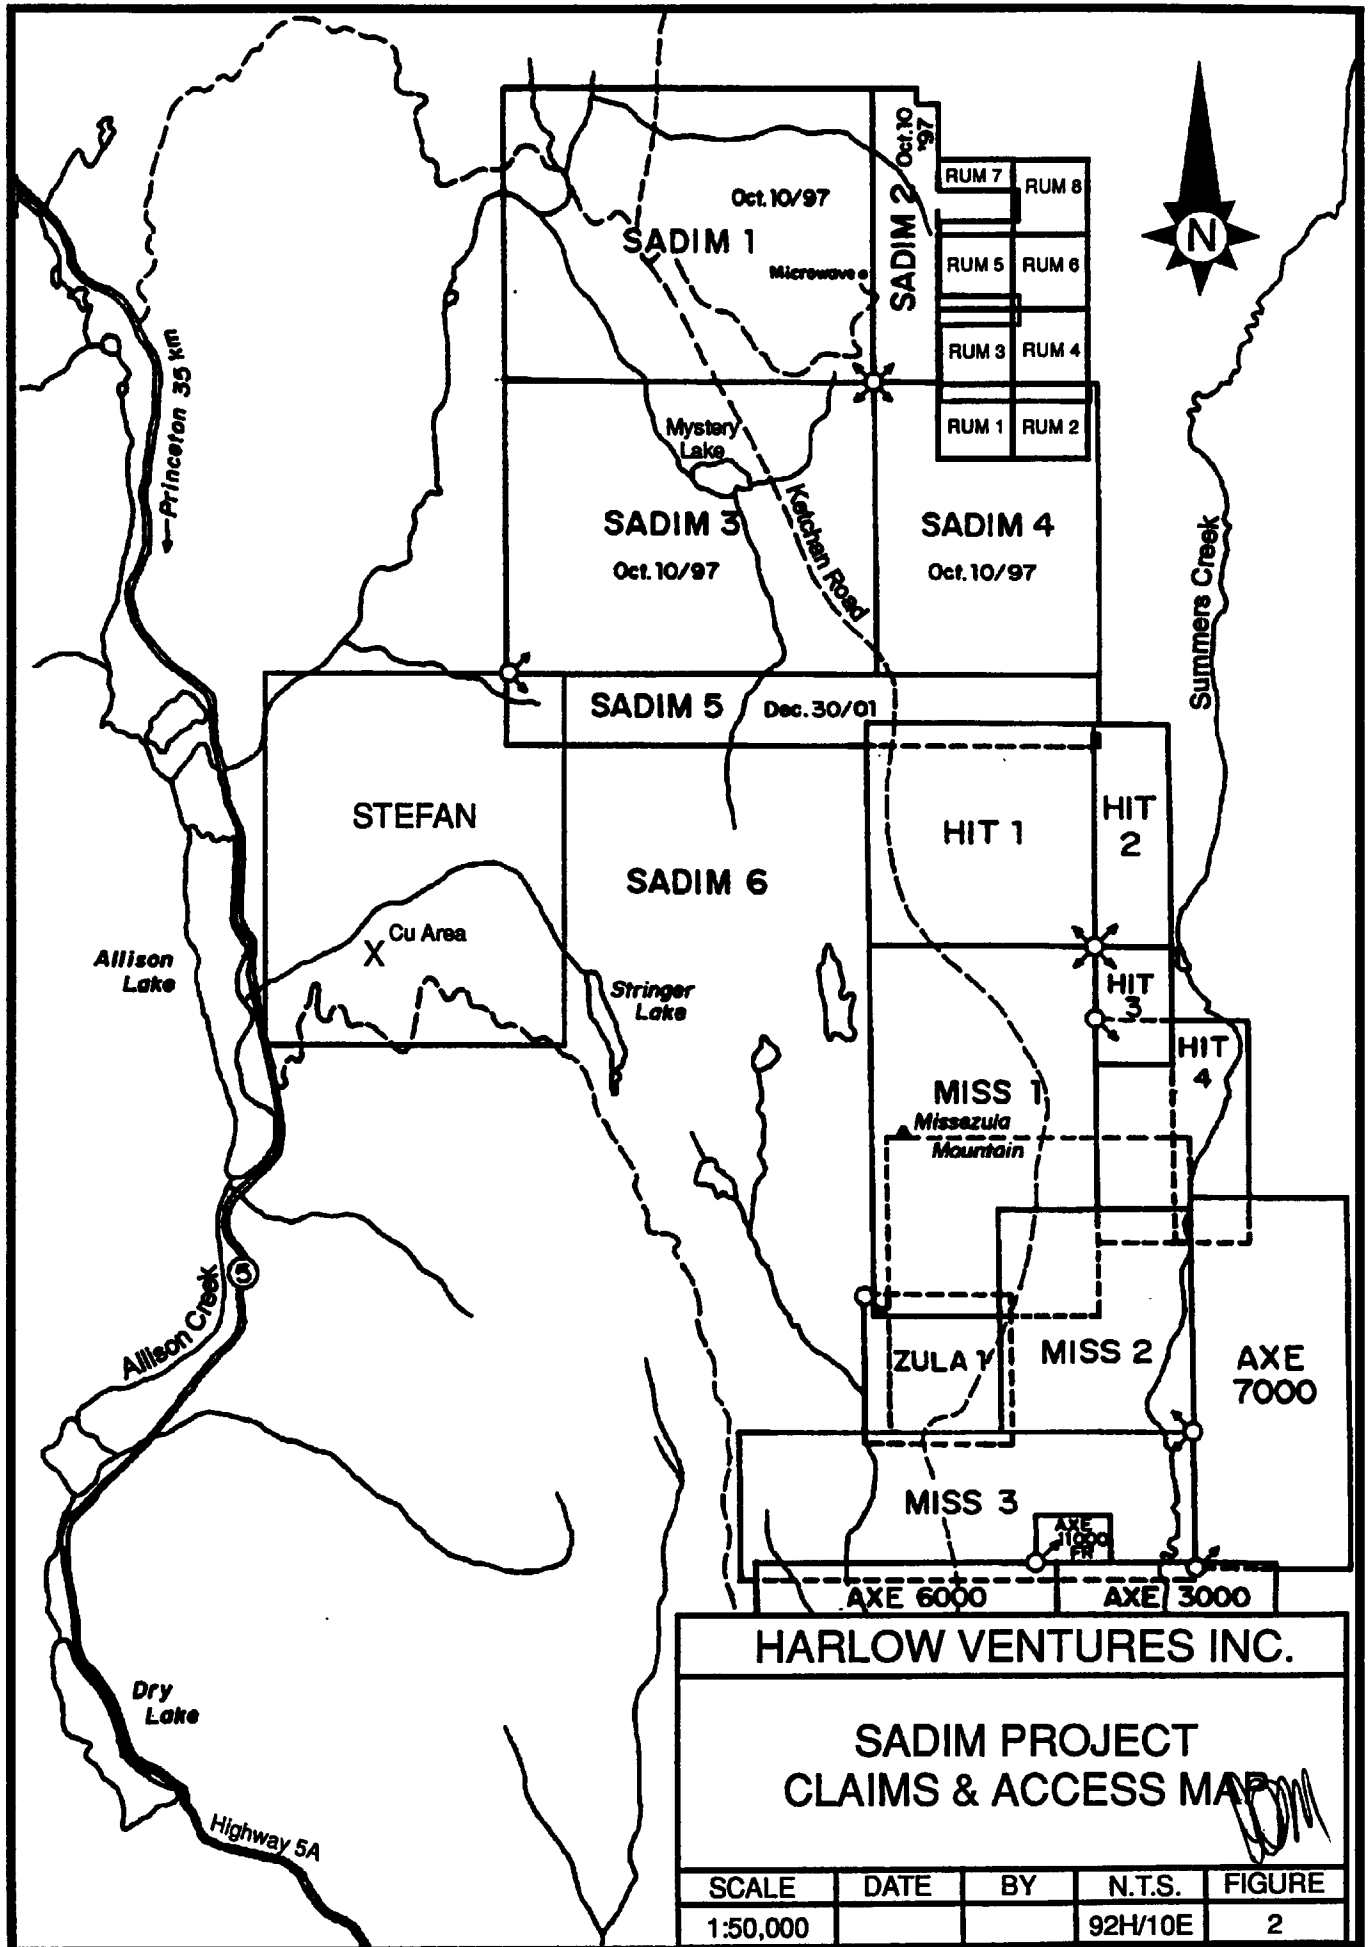 Oct.10
'97
RUM 7
RUM 8
Oct.10/97
SADIM 1
SADIM 2
Microwave
RUM 5
RUM 6
N
Princeton 35 km
RUM 3
RUM 4
Mystery
Lake
RUM 1
RUM 2
SADIM 3
Oct.10/97
Ketchan Road
SADIM 4
Oct.10/97
Summers Creek
SADIM 5
Dec.30/01
STEFAN
HIT 1
HIT
2
SADIM 6
X
Cu Area
Allison
Lake
Stringer
Lake
HIT
3
HIT
4
MISS 1
Missezula
Mountain
5
Allison Creek
ZULA 1
MISS 2
AXE
7000
MISS 3
AXE
11000
FR
AXE 6000
AXE 3000
Dry
Lake
Highway 5A
HARLOW VENTURES INC.
SADIM PROJECT
CLAIMS & ACCESS MAP
SCALE
DATE
BY
N.T.S.
FIGURE
1:50,000
92H/10E
2